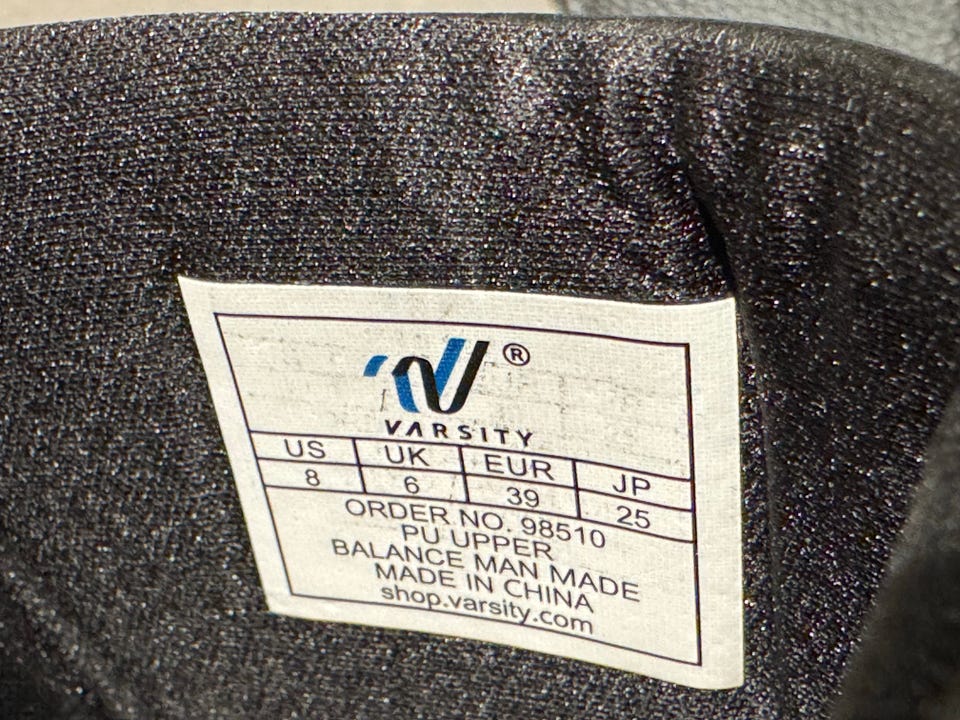 ®
VARSITY
US UK EUR JP
8 6 39 25
ORDER NO. 98510
PU UPPER
BALANCE MAN MADE
MADE IN CHINA
shop.varsity.com